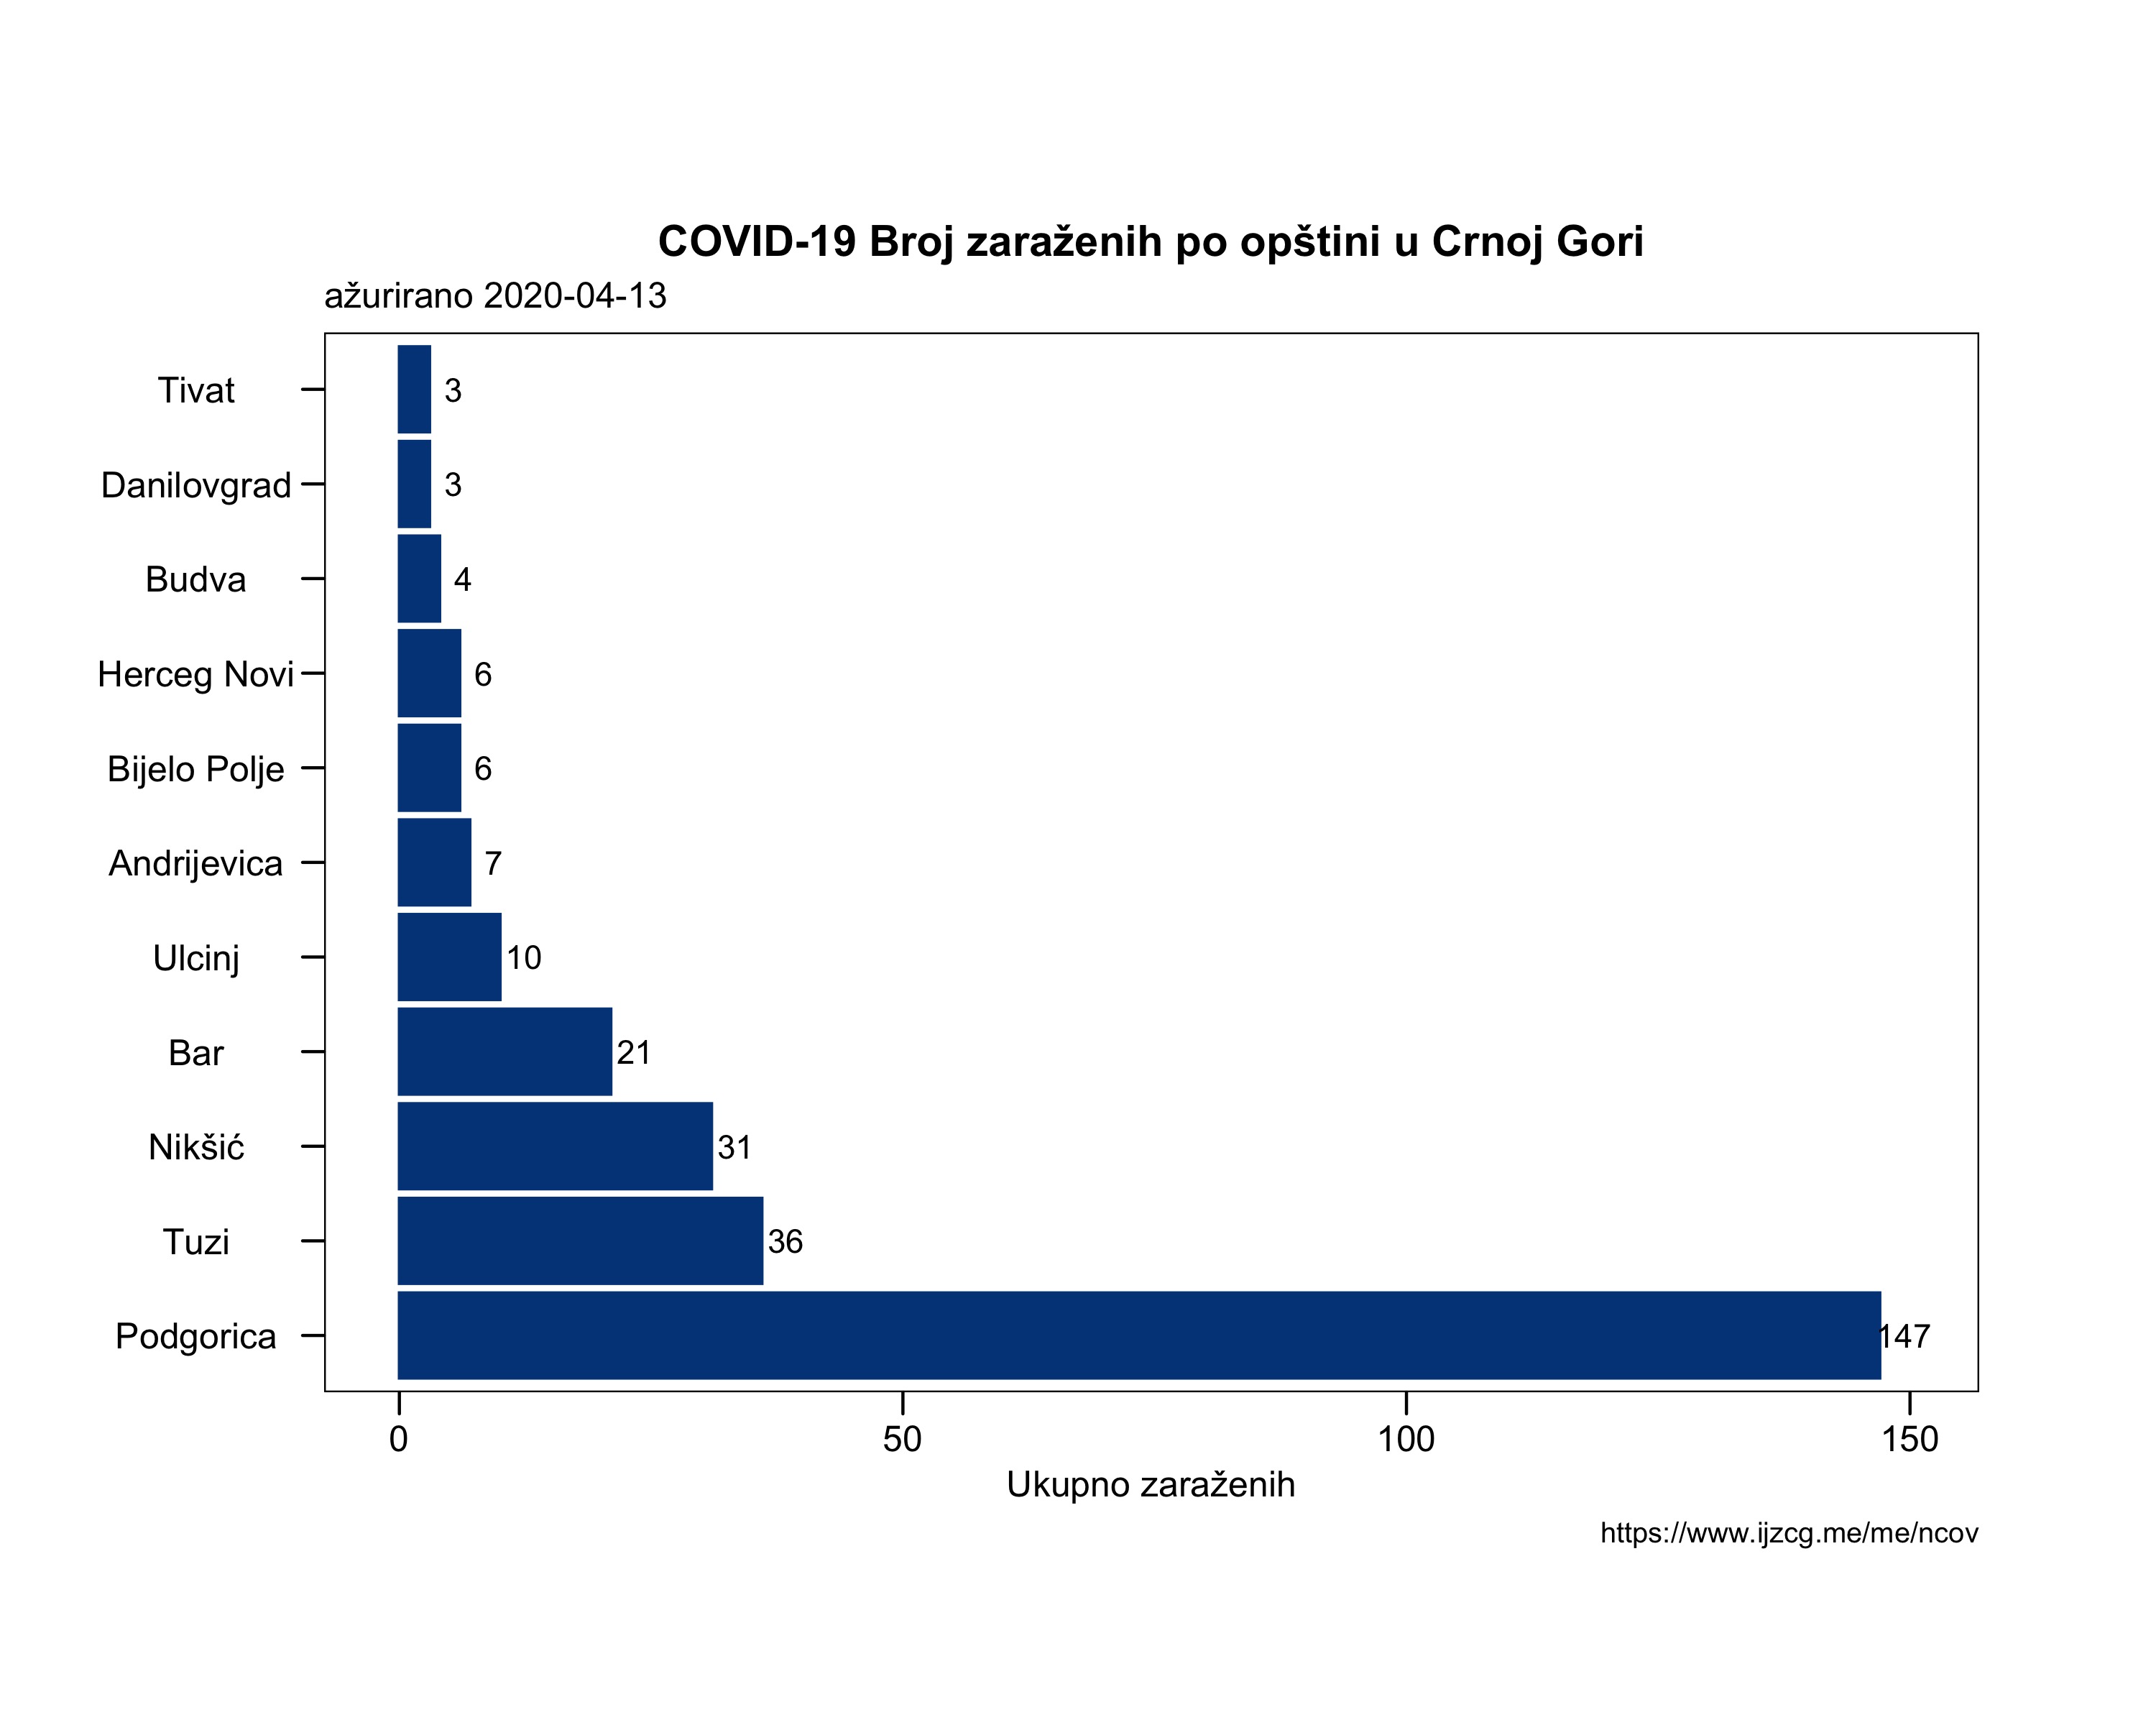 COVID-19 Broj zaraženih po opštini u Crnoj Gori
ažurirano 2020-04-13
Tivat 3
Danilovgrad 3
Budva 4
Herceg Novi 6
Bijelo Polje 6
Andrijevica 7
Ulcinj 10
Bar 21
Nikšić 31
Tuzi 36
Podgorica 147
0 50 100 150
Ukupno zaraženih
https://www.ijzcg.me/me/ncov